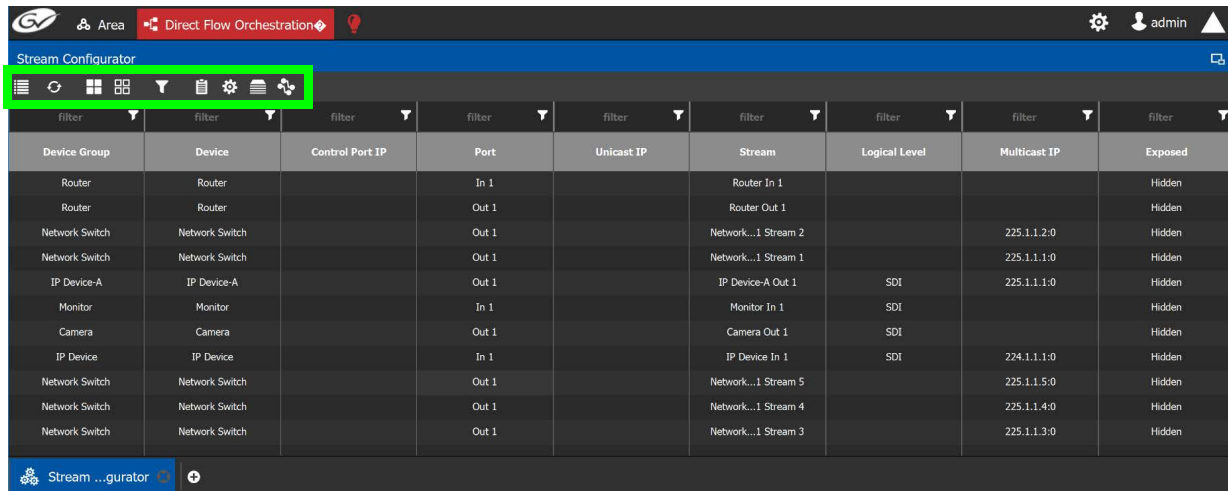 GV Area Direct Flow Orchestration� admin
Stream Configurator
filter filter filter filter filter filter filter filter filter
Device Group Device Control Port IP Port Unicast IP Stream Logical Level Multicast IP Exposed
Router Router In 1 Router In 1 Hidden
Router Router Out 1 Router Out 1 Hidden
Network Switch Network Switch Out 1 Network...1 Stream 2 225.1.1.2:0 Hidden
Network Switch Network Switch Out 1 Network...1 Stream 1 225.1.1.1:0 Hidden
IP Device-A IP Device-A Out 1 IP Device-A Out 1 SDI 225.1.1.1:0 Hidden
Monitor Monitor In 1 Monitor In 1 SDI Hidden
Camera Camera Out 1 Camera Out 1 SDI Hidden
IP Device IP Device In 1 IP Device In 1 SDI 224.1.1.1:0 Hidden
Network Switch Network Switch Out 1 Network...1 Stream 5 225.1.1.5:0 Hidden
Network Switch Network Switch Out 1 Network...1 Stream 4 225.1.1.4:0 Hidden
Network Switch Network Switch Out 1 Network...1 Stream 3 225.1.1.3:0 Hidden
Stream ...gurator